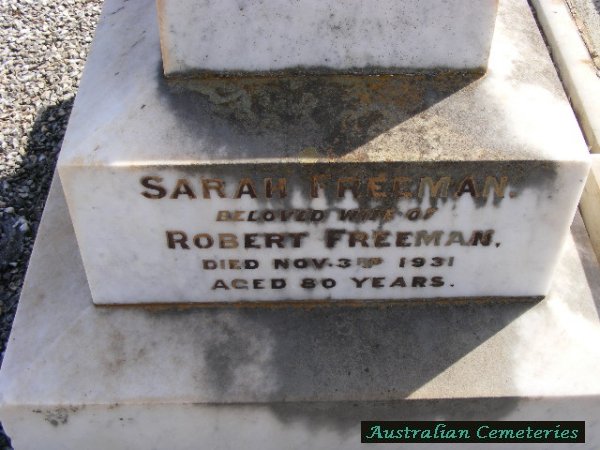 SARAH FREEMAN.
BELOVED WIFE OF
ROBERT FREEMAN,
DIED NOV. 3RD 1931
AGED 80 YEARS.
Australian Cemeteries